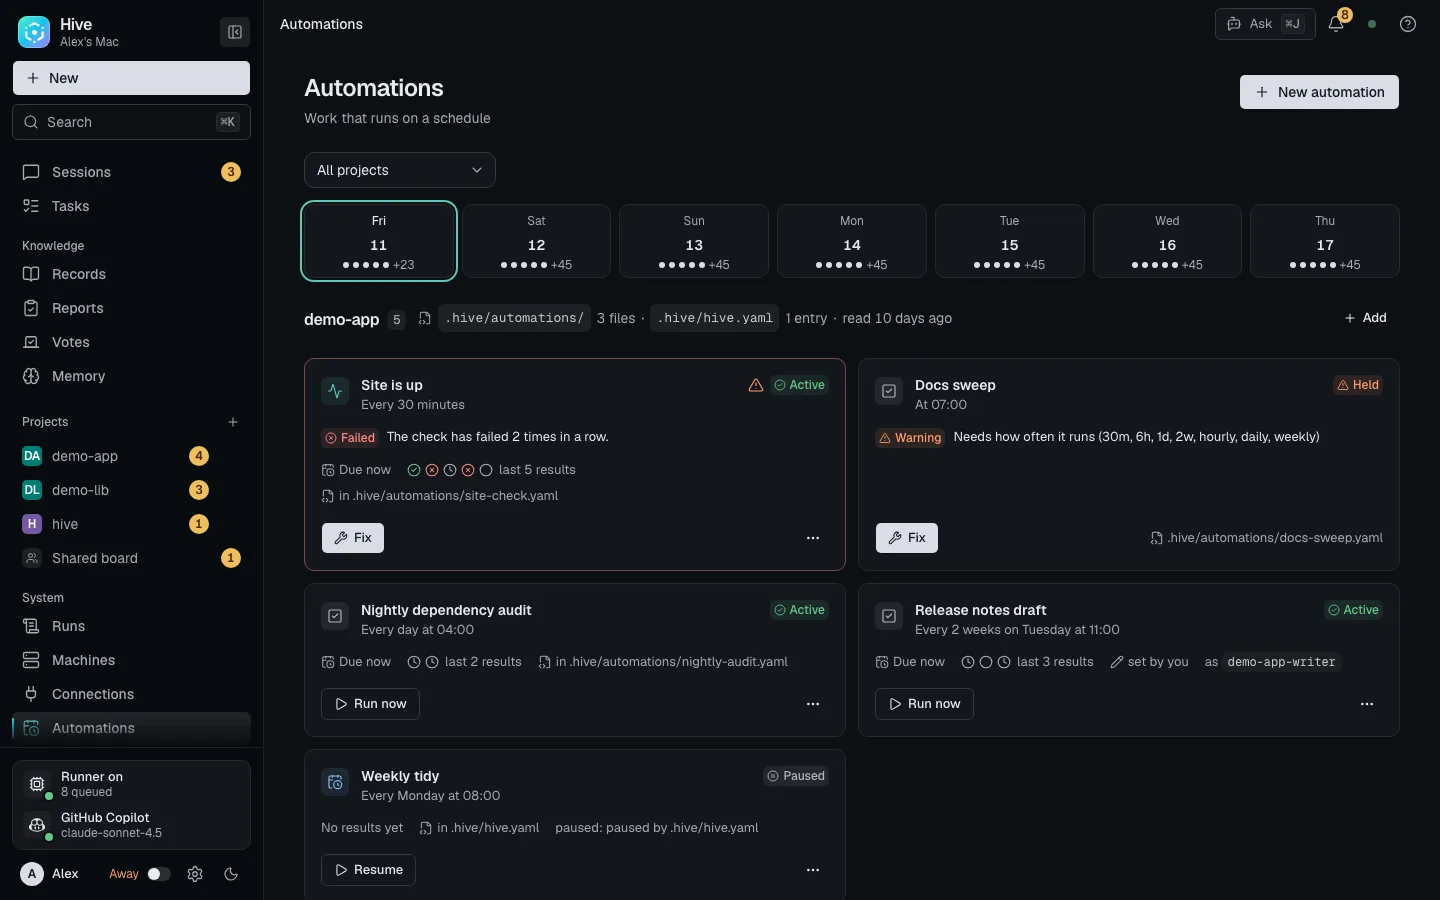 Hive
Alex's Mac
New
Search ⌘K
Sessions 3
Tasks
Knowledge
Records
Reports
Votes
Memory
Projects
DA demo-app 4
DL demo-lib 3
H hive 1
Shared board 1
System
Runs
Machines
Connections
Automations
Runner on
8 queued
GitHub Copilot
claude-sonnet-4.5
A Alex Away
Automations
Ask ⌘J
8
Automations
Work that runs on a schedule
New automation
All projects
Fri 11 +23
Sat 12 +45
Sun 13 +45
Mon 14 +45
Tue 15 +45
Wed 16 +45
Thu 17 +45
demo-app 5 .hive/automations/ 3 files · .hive/hive.yaml 1 entry · read 10 days ago
Add
Site is up
Active
Every 30 minutes
Failed The check has failed 2 times in a row.
Due now last 5 results
in .hive/automations/site-check.yaml
Fix
Docs sweep
Held
At 07:00
Warning Needs how often it runs (30m, 6h, 1d, 2w, hourly, daily, weekly)
Fix
.hive/automations/docs-sweep.yaml
Nightly dependency audit
Active
Every day at 04:00
Due now last 2 results in .hive/automations/nightly-audit.yaml
Run now
Release notes draft
Active
Every 2 weeks on Tuesday at 11:00
Due now last 3 results set by you as demo-app-writer
Run now
Weekly tidy
Paused
Every Monday at 08:00
No results yet in .hive/hive.yaml paused: paused by .hive/hive.yaml
Resume